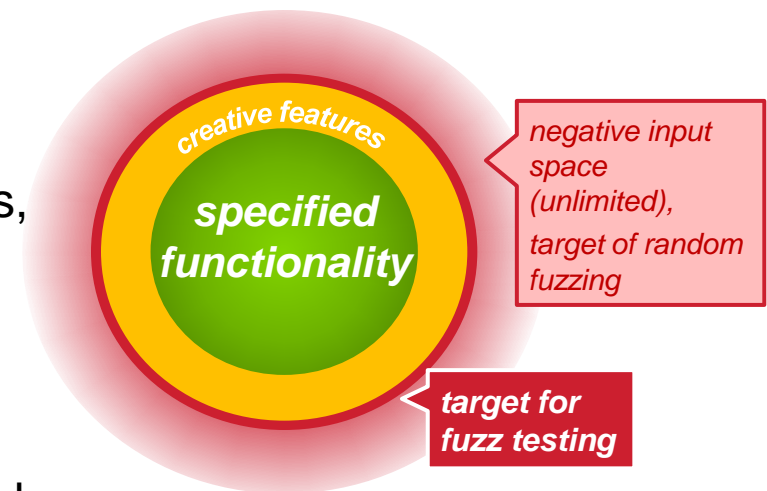 creative features
s,
specified
functionality
negative input
space
(unlimited),
target of random
fuzzing
target for
fuzz testing